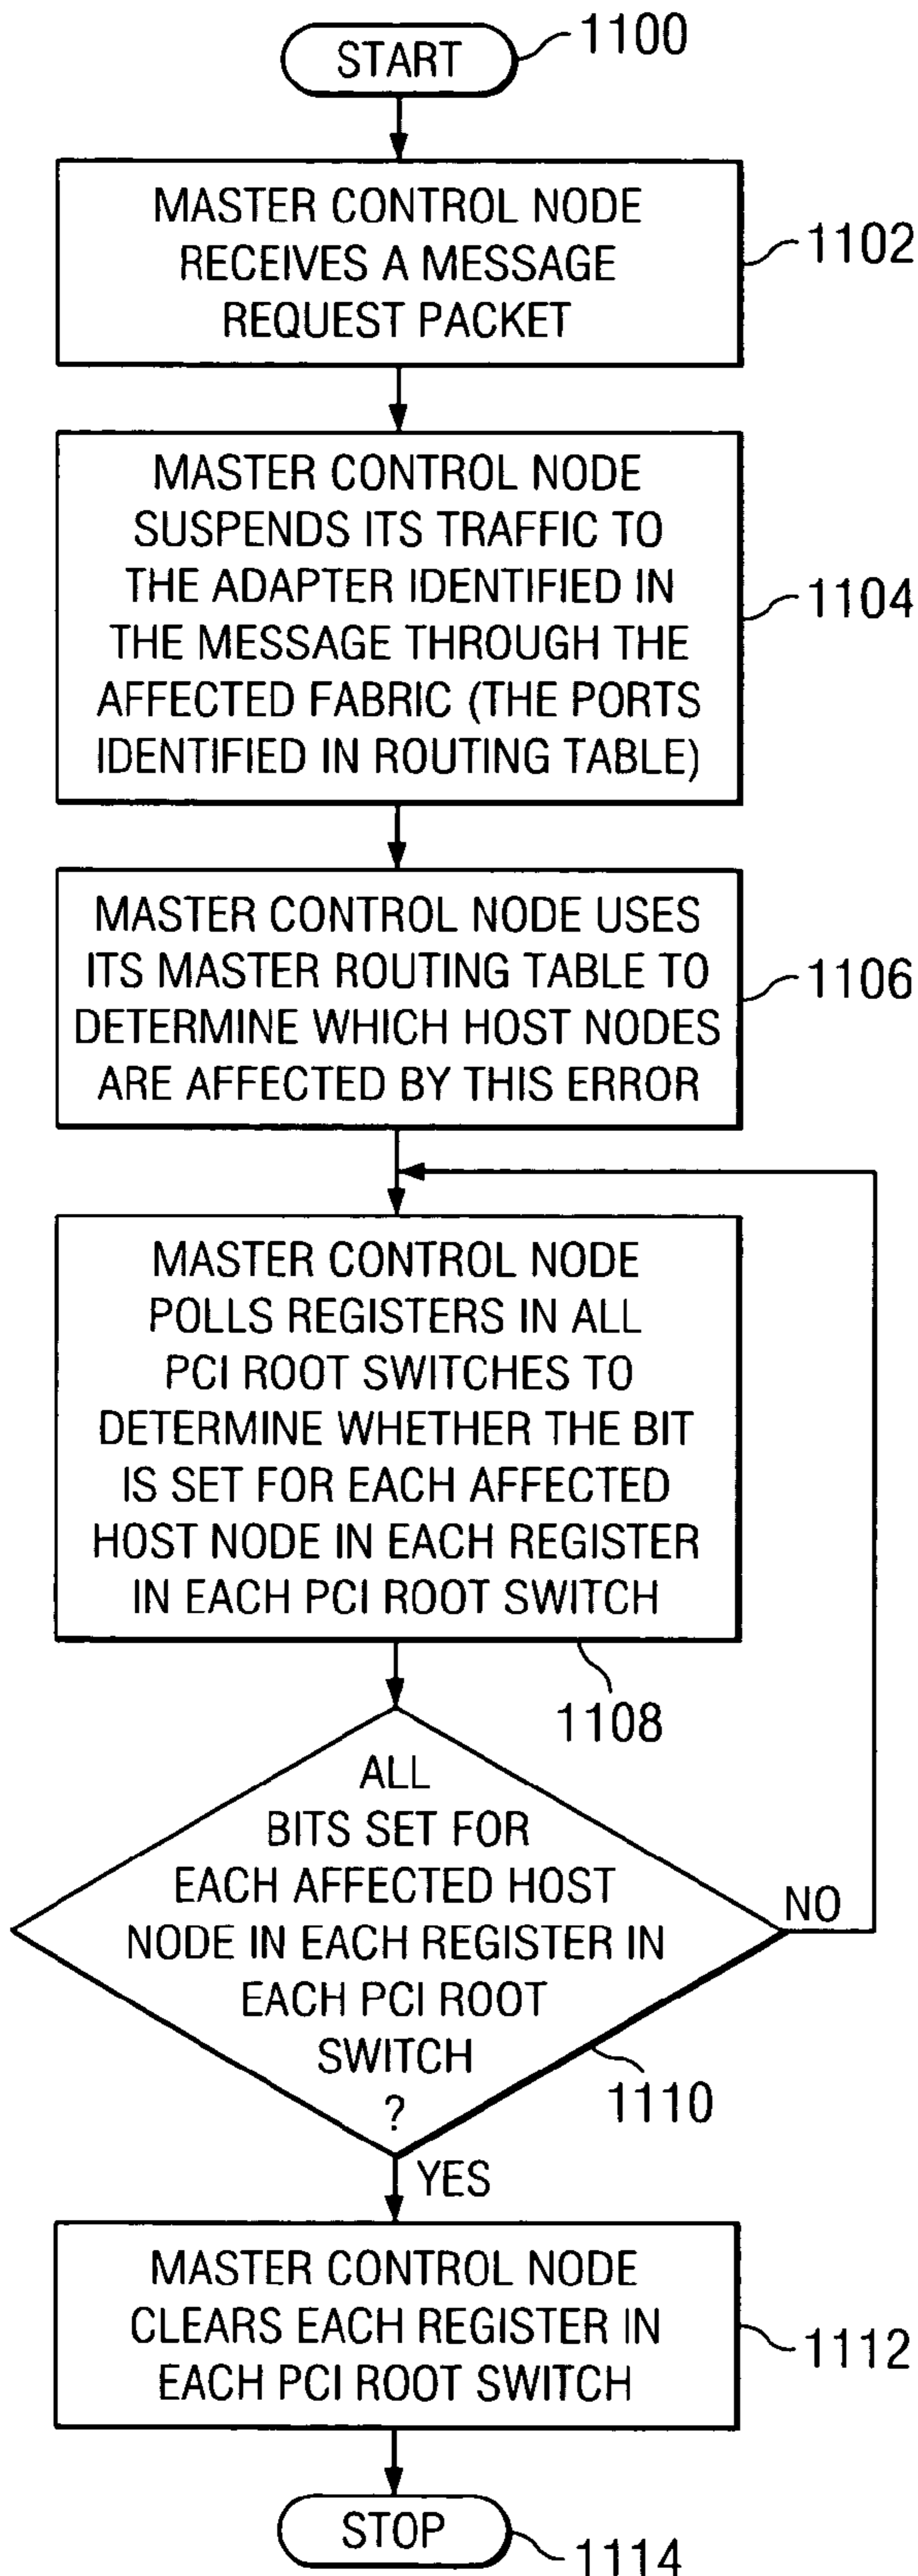 START
1100
MASTER CONTROL NODE
RECEIVES A MESSAGE
REQUEST PACKET
1102
MASTER CONTROL NODE
SUSPENDS ITS TRAFFIC TO
THE ADAPTER IDENTIFIED IN
THE MESSAGE THROUGH THE
AFFECTED FABRIC (THE PORTS
IDENTIFIED IN ROUTING TABLE)
1104
MASTER CONTROL NODE USES
ITS MASTER ROUTING TABLE TO
DETERMINE WHICH HOST NODES
ARE AFFECTED BY THIS ERROR
1106
MASTER CONTROL NODE
POLLS REGISTERS IN ALL
PCI ROOT SWITCHES TO
DETERMINE WHETHER THE BIT
IS SET FOR EACH AFFECTED
HOST NODE IN EACH REGISTER
IN EACH PCI ROOT SWITCH
1108
ALL
BITS SET FOR
EACH AFFECTED HOST
NODE IN EACH REGISTER IN
EACH PCI ROOT
SWITCH
?
NO
1110
YES
MASTER CONTROL NODE
CLEARS EACH REGISTER IN
EACH PCI ROOT SWITCH
1112
STOP
1114